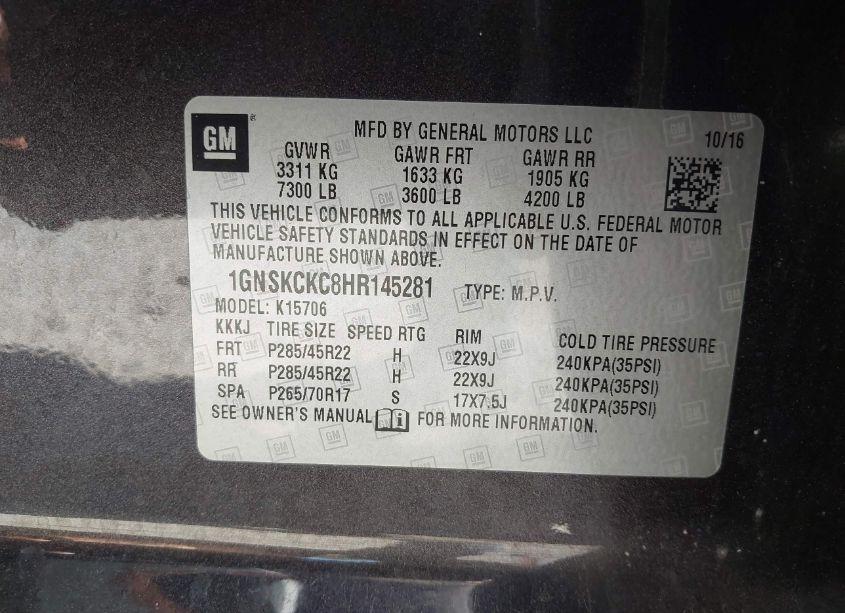 GM ® MFD BY GENERAL MOTORS LLC 10/16
GVWR GAWR FRT GAWR RR
3311 KG 1633 KG 1905 KG
7300 LB 3600 LB 4200 LB
THIS VEHICLE CONFORMS TO ALL APPLICABLE U.S. FEDERAL MOTOR
VEHICLE SAFETY STANDARDS IN EFFECT ON THE DATE OF
MANUFACTURE SHOWN ABOVE.
1GNSKCKC8HR145281 TYPE: M.P.V.
MODEL: K15706
KKKJ TIRE SIZE SPEED RTG RIM COLD TIRE PRESSURE
FRT P285/45R22 H 22X9J 240KPA(35PSI)
RR P285/45R22 H 22X9J 240KPA(35PSI)
SPA P265/70R17 S 17X7.5J 240KPA(35PSI)
SEE OWNER'S MANUAL i FOR MORE INFORMATION.